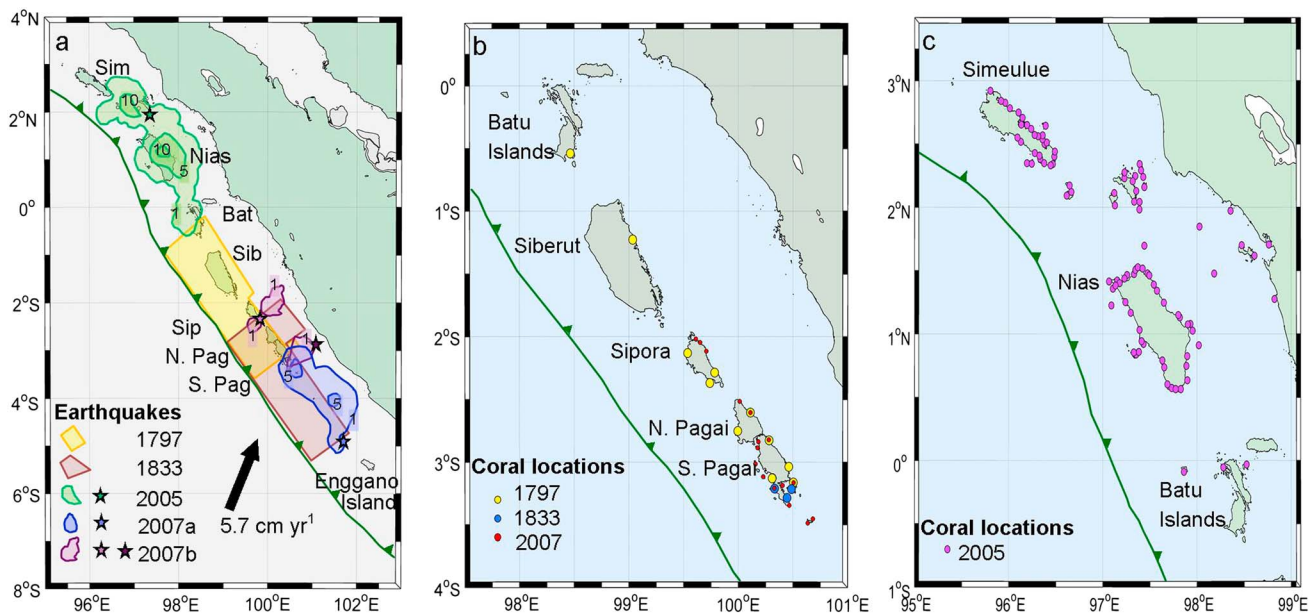 a
4°N
2°N
0°
2°S
4°S
6°S
8°S
96°E
98°E
100°E
102°E
Sim
10
10
Nias
5
1
Bat
Sib
1
Sip
1
1
N. Pag
S. Pag
5
5
1
Enggano
Island
5.7 cm yr¹
Earthquakes
1797
1833
2005
2007a
2007b
b
0°
1°S
2°S
3°S
4°S
98°E
99°E
100°E
101°E
Batu
Islands
Siberut
Sipora
N. Pagai
S. Pagai
Coral locations
1797
1833
2007
c
3°N
2°N
1°N
0°
1°S
95°E
96°E
97°E
98°E
99°E
Simeulue
Nias
Batu
Islands
Coral locations
2005